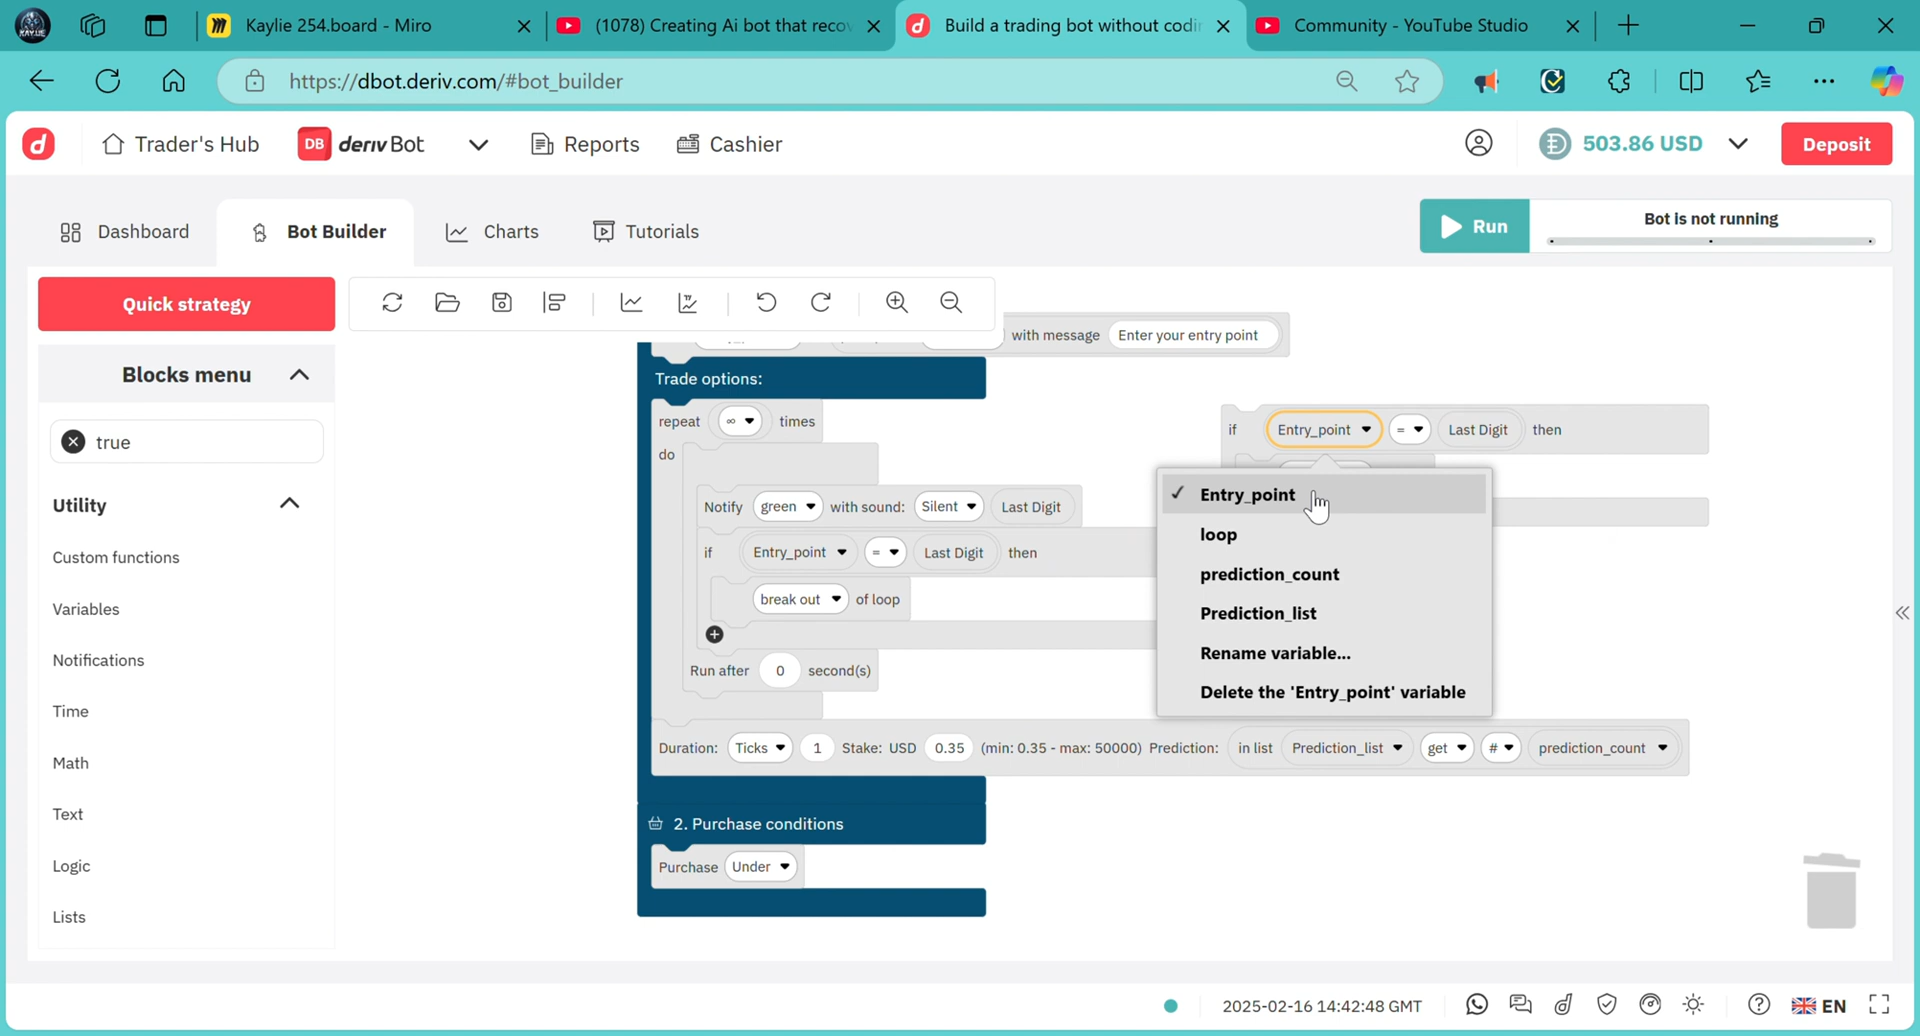 Kaylie 254.board - Miro
(1078) Creating Ai bot that reco
Build a trading bot without codi
Community - YouTube Studio
https://dbot.deriv.com/#bot_builder
Trader's Hub
DB deriv Bot
Reports
Cashier
503.86 USD
Deposit
Dashboard
Bot Builder
Charts
Tutorials
Run
Bot is not running
Quick strategy
with message Enter your entry point
Blocks menu
Trade options:
true
repeat ∞ times
if Entry_point = Last Digit then
do
Utility
Notify green with sound: Silent Last Digit
✓ Entry_point
loop
Custom functions
if Entry_point = Last Digit then
prediction_count
Variables
break out of loop
Prediction_list
Notifications
Rename variable...
Run after 0 second(s)
Delete the 'Entry_point' variable
Time
Duration: Ticks 1 Stake: USD 0.35 (min: 0.35 - max: 50000) Prediction: in list Prediction_list get # prediction_count
Math
Text
2. Purchase conditions
Logic
Purchase Under
Lists
2025-02-16 14:42:48 GMT
EN